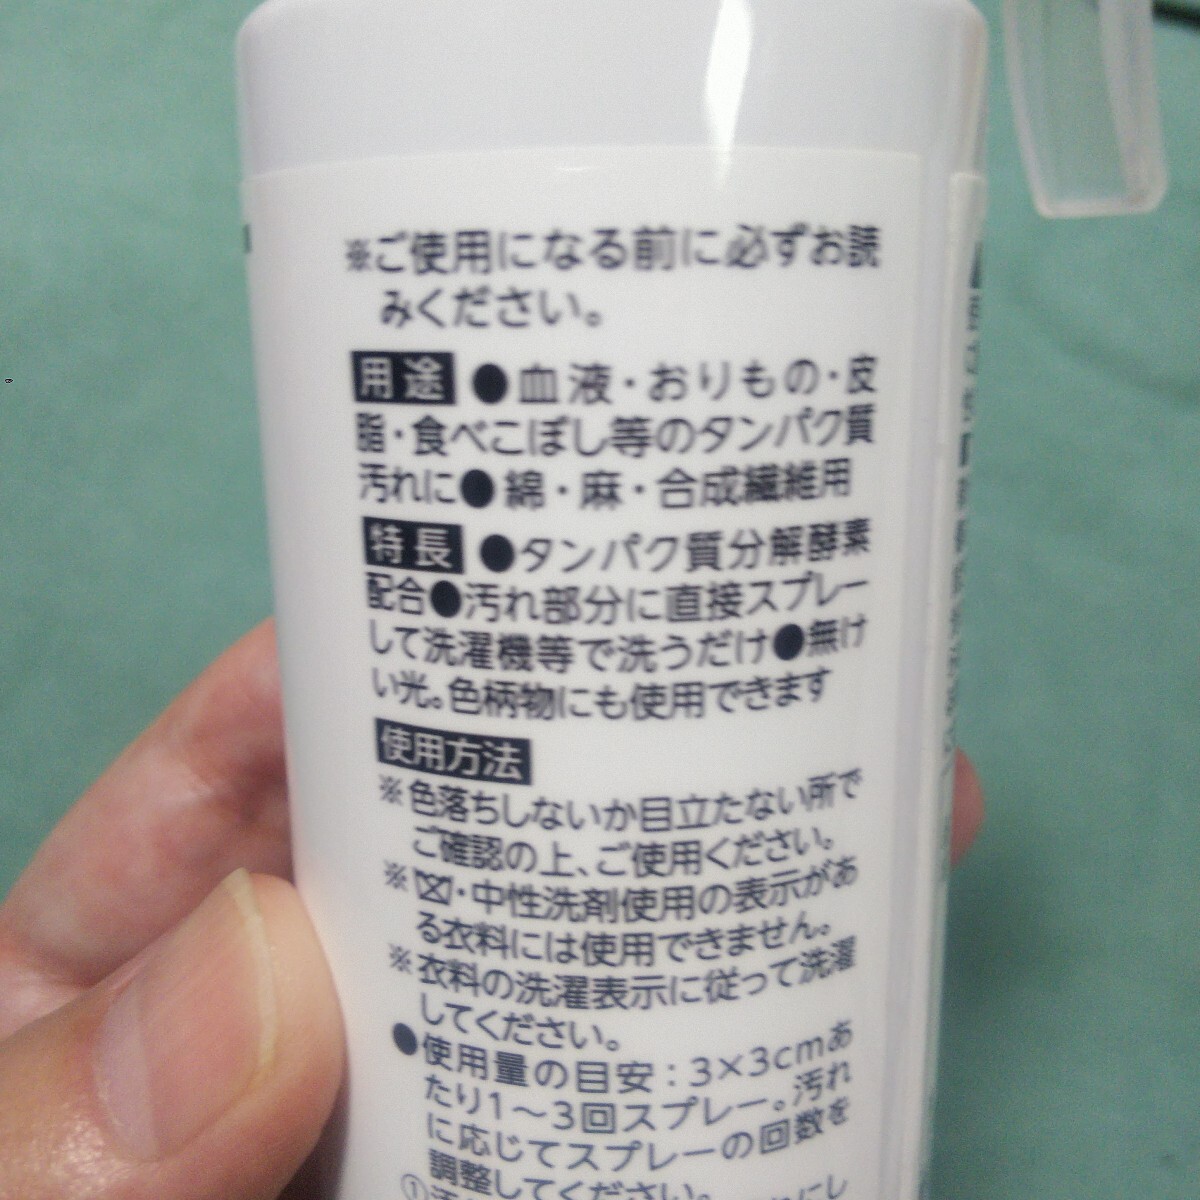 ※ご使用になる前に必ずお読
みください。
用途 ●血液・おりもの・皮
脂・食べこぼし等のタンパク質
汚れに●綿・麻・合成繊維用
特長 ●タンパク質分解酵素
配合●汚れ部分に直接スプレー
して洗濯機等で洗うだけ●無け
い光。色柄物にも使用できます
使用方法
※色落ちしないか目立たない所で
ご確認の上、ご使用ください。
※・中性洗剤使用の表示があ
る衣料には使用できません。
※衣料の洗濯表示に従って洗濯
してください。
●使用量の目安:3×3cmあ
たり1～3回スプレー。汚れ
に応じてスプレーの回数を
調整してください。
①